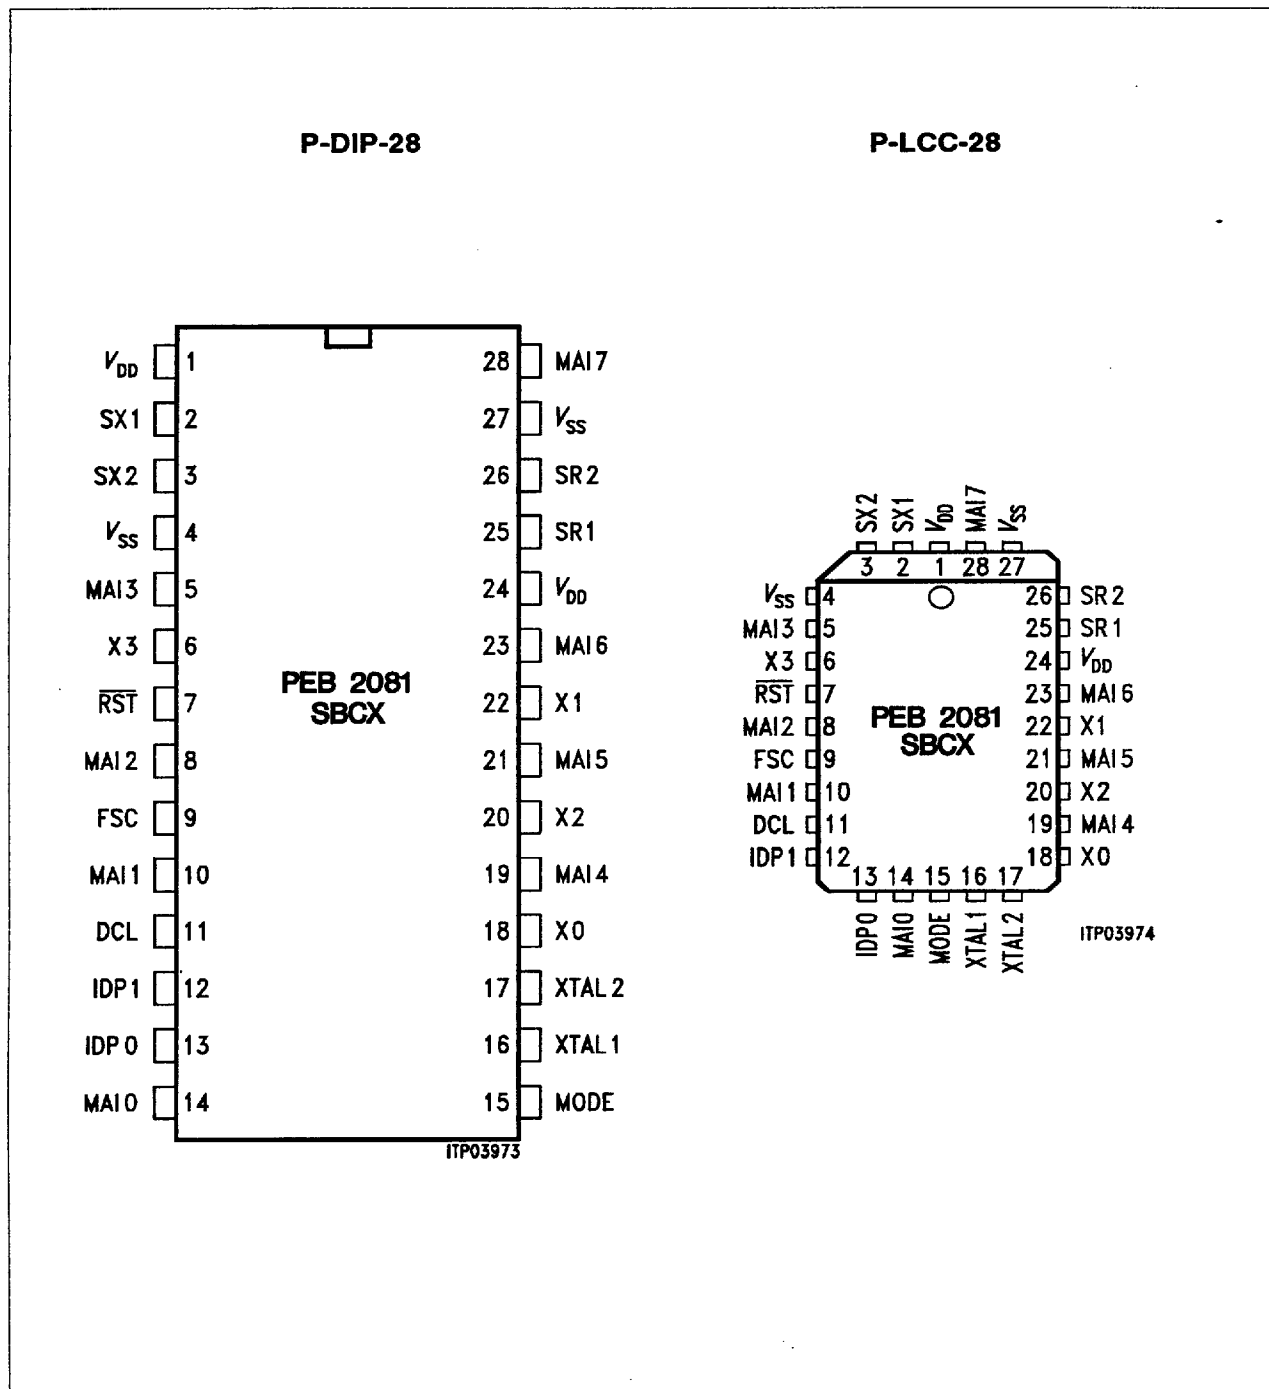 P-DIP-28
P-LCC-28
VDD 1 28 MAI7
SX1 2 27 VSS
SX2 3 26 SR2
VSS 4 25 SR1
MAI3 5 24 VDD
X3 6 23 MAI6
RST 7 22 X1
MAI2 8 21 MAI5
FSC 9 20 X2
MAI1 10 19 MAI4
DCL 11 18 X0
IDP1 12 17 XTAL2
IDP0 13 16 XTAL1
MAI0 14 15 MODE
PEB 2081
SBCX
ITP03973
SX2 SX1 VDD MAI7 VSS
3 2 1 28 27
VSS 4 26 SR2
MAI3 5 25 SR1
X3 6 24 VDD
RST 7 23 MAI6
MAI2 8 22 X1
FSC 9 21 MAI5
MAI1 10 20 X2
DCL 11 19 MAI4
IDP1 12 18 X0
PEB 2081
SBCX
13 14 15 16 17
IDP0 MAI0 MODE XTAL1 XTAL2
ITP03974